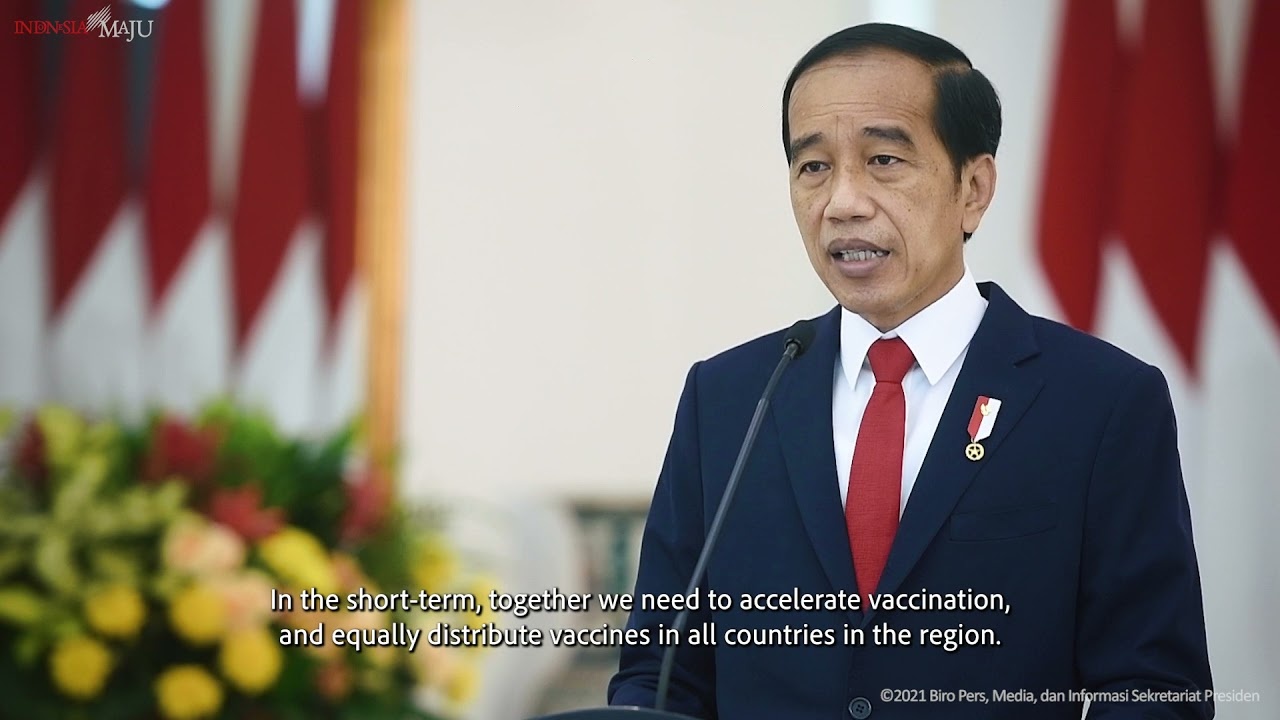 INDONESIA MAJU
In the short-term, together we need to accelerate vaccination,
and equally distribute vaccines in all countries in the region.
©2021 Biro Pers, Media, dan Informasi Sekretariat Presiden